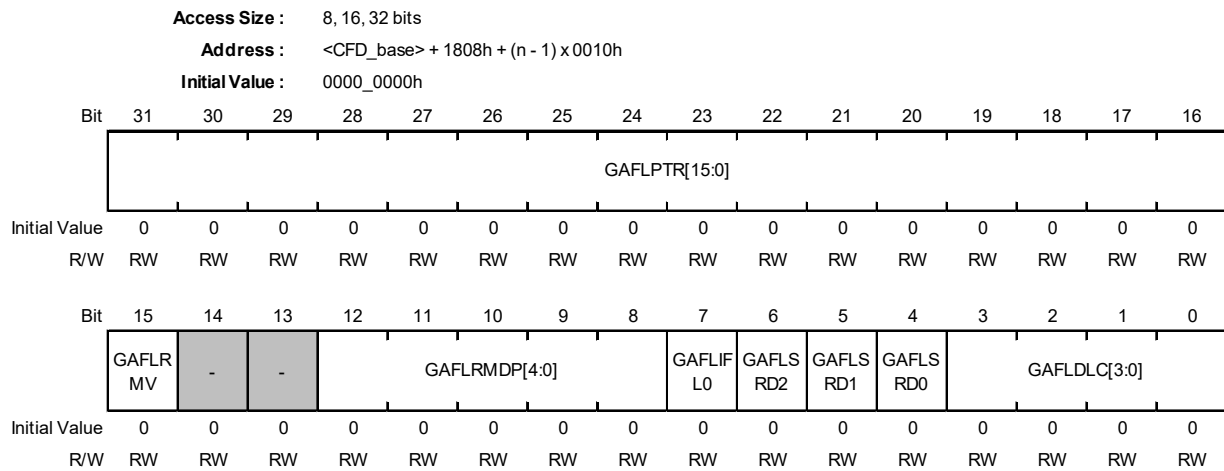 Access Size : 8, 16, 32 bits
Address : <CFD_base> + 1808h + (n - 1) x 0010h
Initial Value : 0000_0000h
Bit 31 30 29 28 27 26 25 24 23 22 21 20 19 18 17 16
GAFLPTR[15:0]
Initial Value 0 0 0 0 0 0 0 0 0 0 0 0 0 0 0 0
R/W RW RW RW RW RW RW RW RW RW RW RW RW RW RW RW RW
Bit 15 14 13 12 11 10 9 8 7 6 5 4 3 2 1 0
GAFLR GAFLIF GAFLS GAFLS GAFLS
- - GAFLRMDP[4:0] GAFLDLC[3:0]
MV L0 RD2 RD1 RD0
Initial Value 0 0 0 0 0 0 0 0 0 0 0 0 0 0 0 0
R/W RW RW RW RW RW RW RW RW RW RW RW RW RW RW RW RW